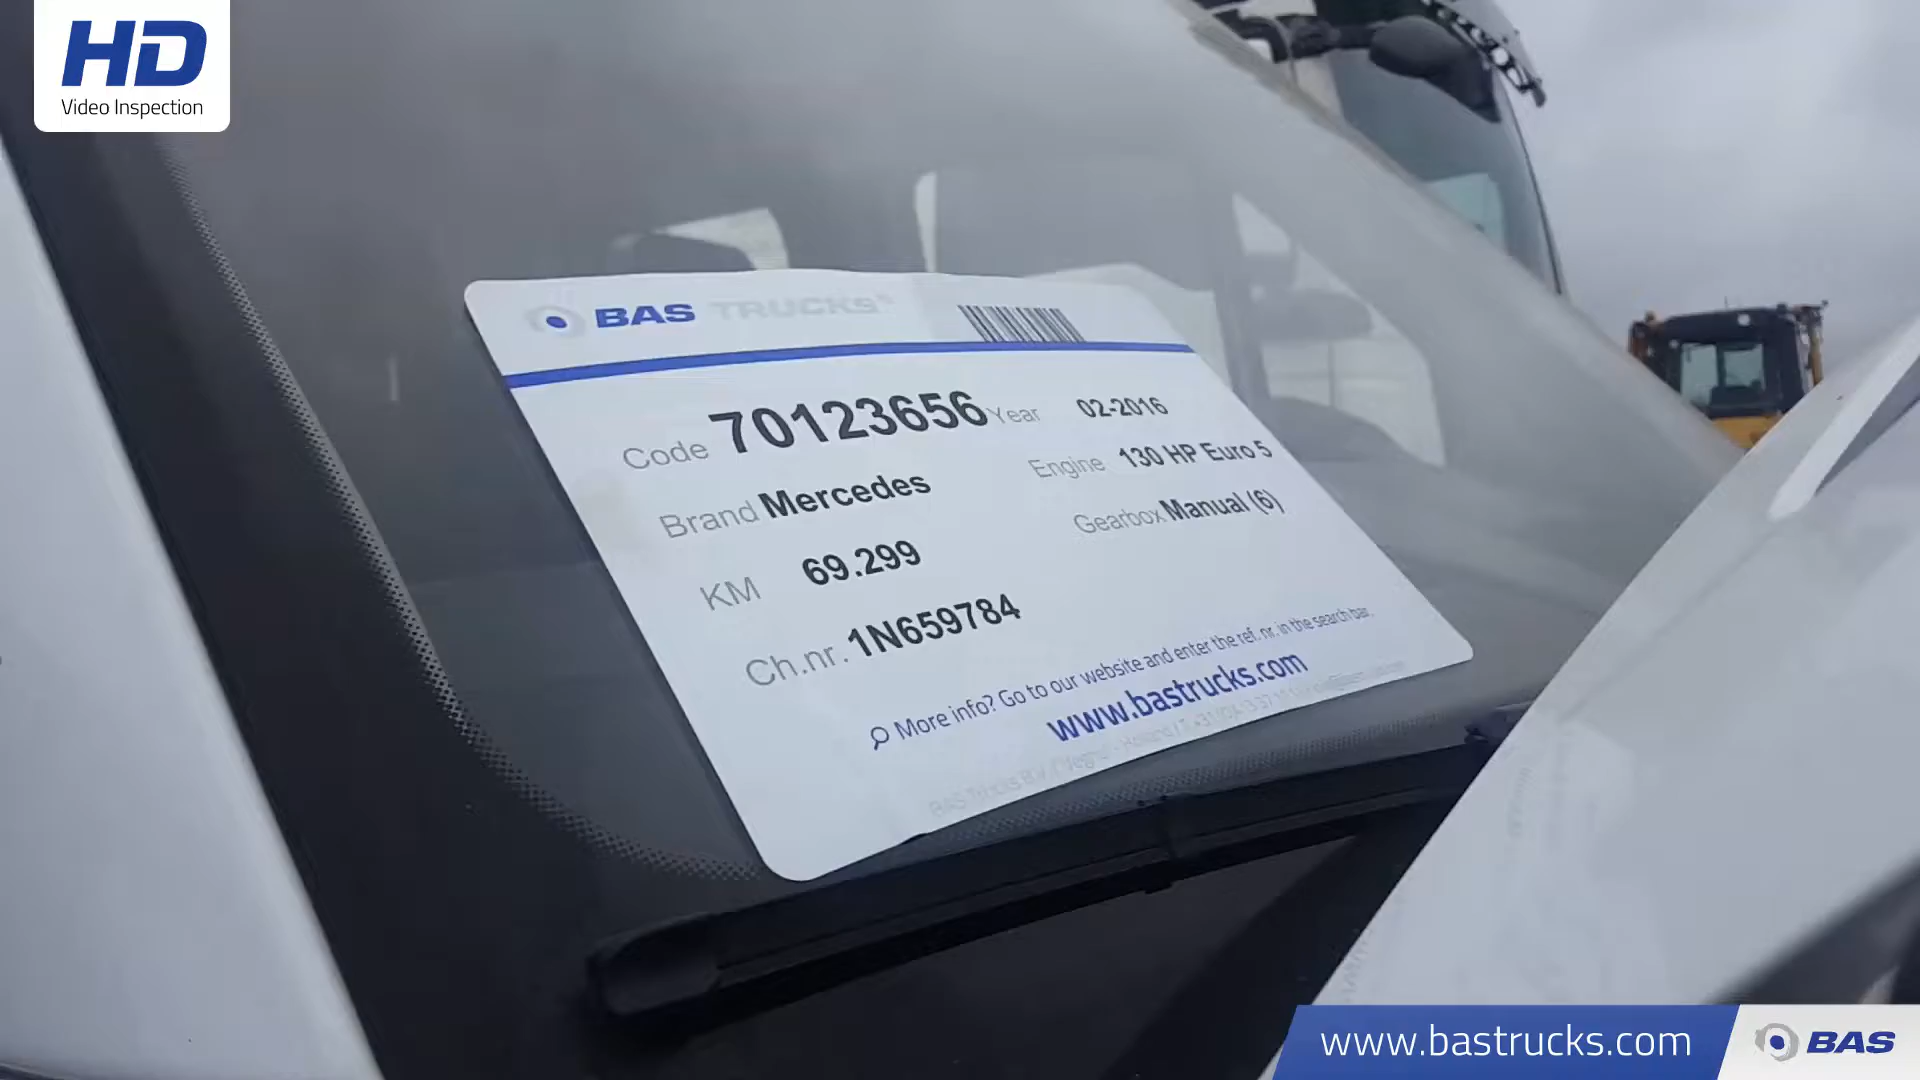 HD
Video Inspection
BAS TRUCKS
Code 70123656 Year 02-2016
Brand Mercedes Engine 130 HP Euro 5
KM 69.299 Gearbox Manual (6)
Ch.nr. 1N659784
More info? Go to our website and enter the ref. nr. in the search bar.
www.bastrucks.com
BAS Trucks B.V.
www.bastrucks.com
BAS